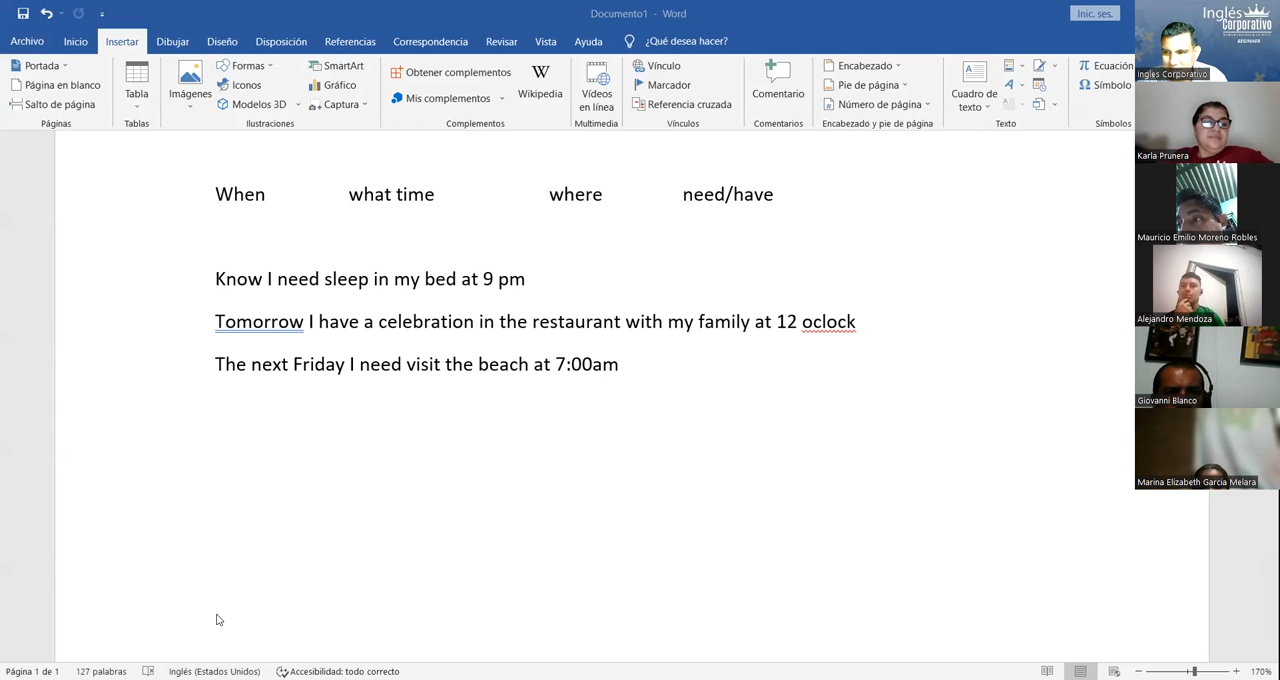 Documento1 - Word
Inic. ses.
Archivo Inicio Insertar Dibujar Diseño Disposición Referencias Correspondencia Revisar Vista Ayuda ¿Qué desea hacer?
Portada
Página en blanco
Salto de página
Páginas
Tabla
Tablas
Imágenes
Formas
Iconos
Modelos 3D
SmartArt
Gráfico
Captura
Ilustraciones
Obtener complementos
Mis complementos
Wikipedia
Complementos
Vídeos en línea
Multimedia
Vínculo
Marcador
Referencia cruzada
Vínculos
Comentario
Comentarios
Encabezado
Pie de página
Número de página
Encabezado y pie de página
Cuadro de texto
Texto
Ecuación
Símbolo
Símbolos
When what time where need/have
Know I need sleep in my bed at 9 pm
Tomorrow I have a celebration in the restaurant with my family at 12 oclock
The next Friday I need visit the beach at 7:00am
Inglés
Corporativo
BEGINNER
Ingles Corporativo
Karla Prunera
Mauricio Emilio Moreno Robles
Alejandro Mendoza
Giovanni Blanco
Marina Elizabeth Garcia Melara
Página 1 de 1 127 palabras Inglés (Estados Unidos) Accesibilidad: todo correcto 170%